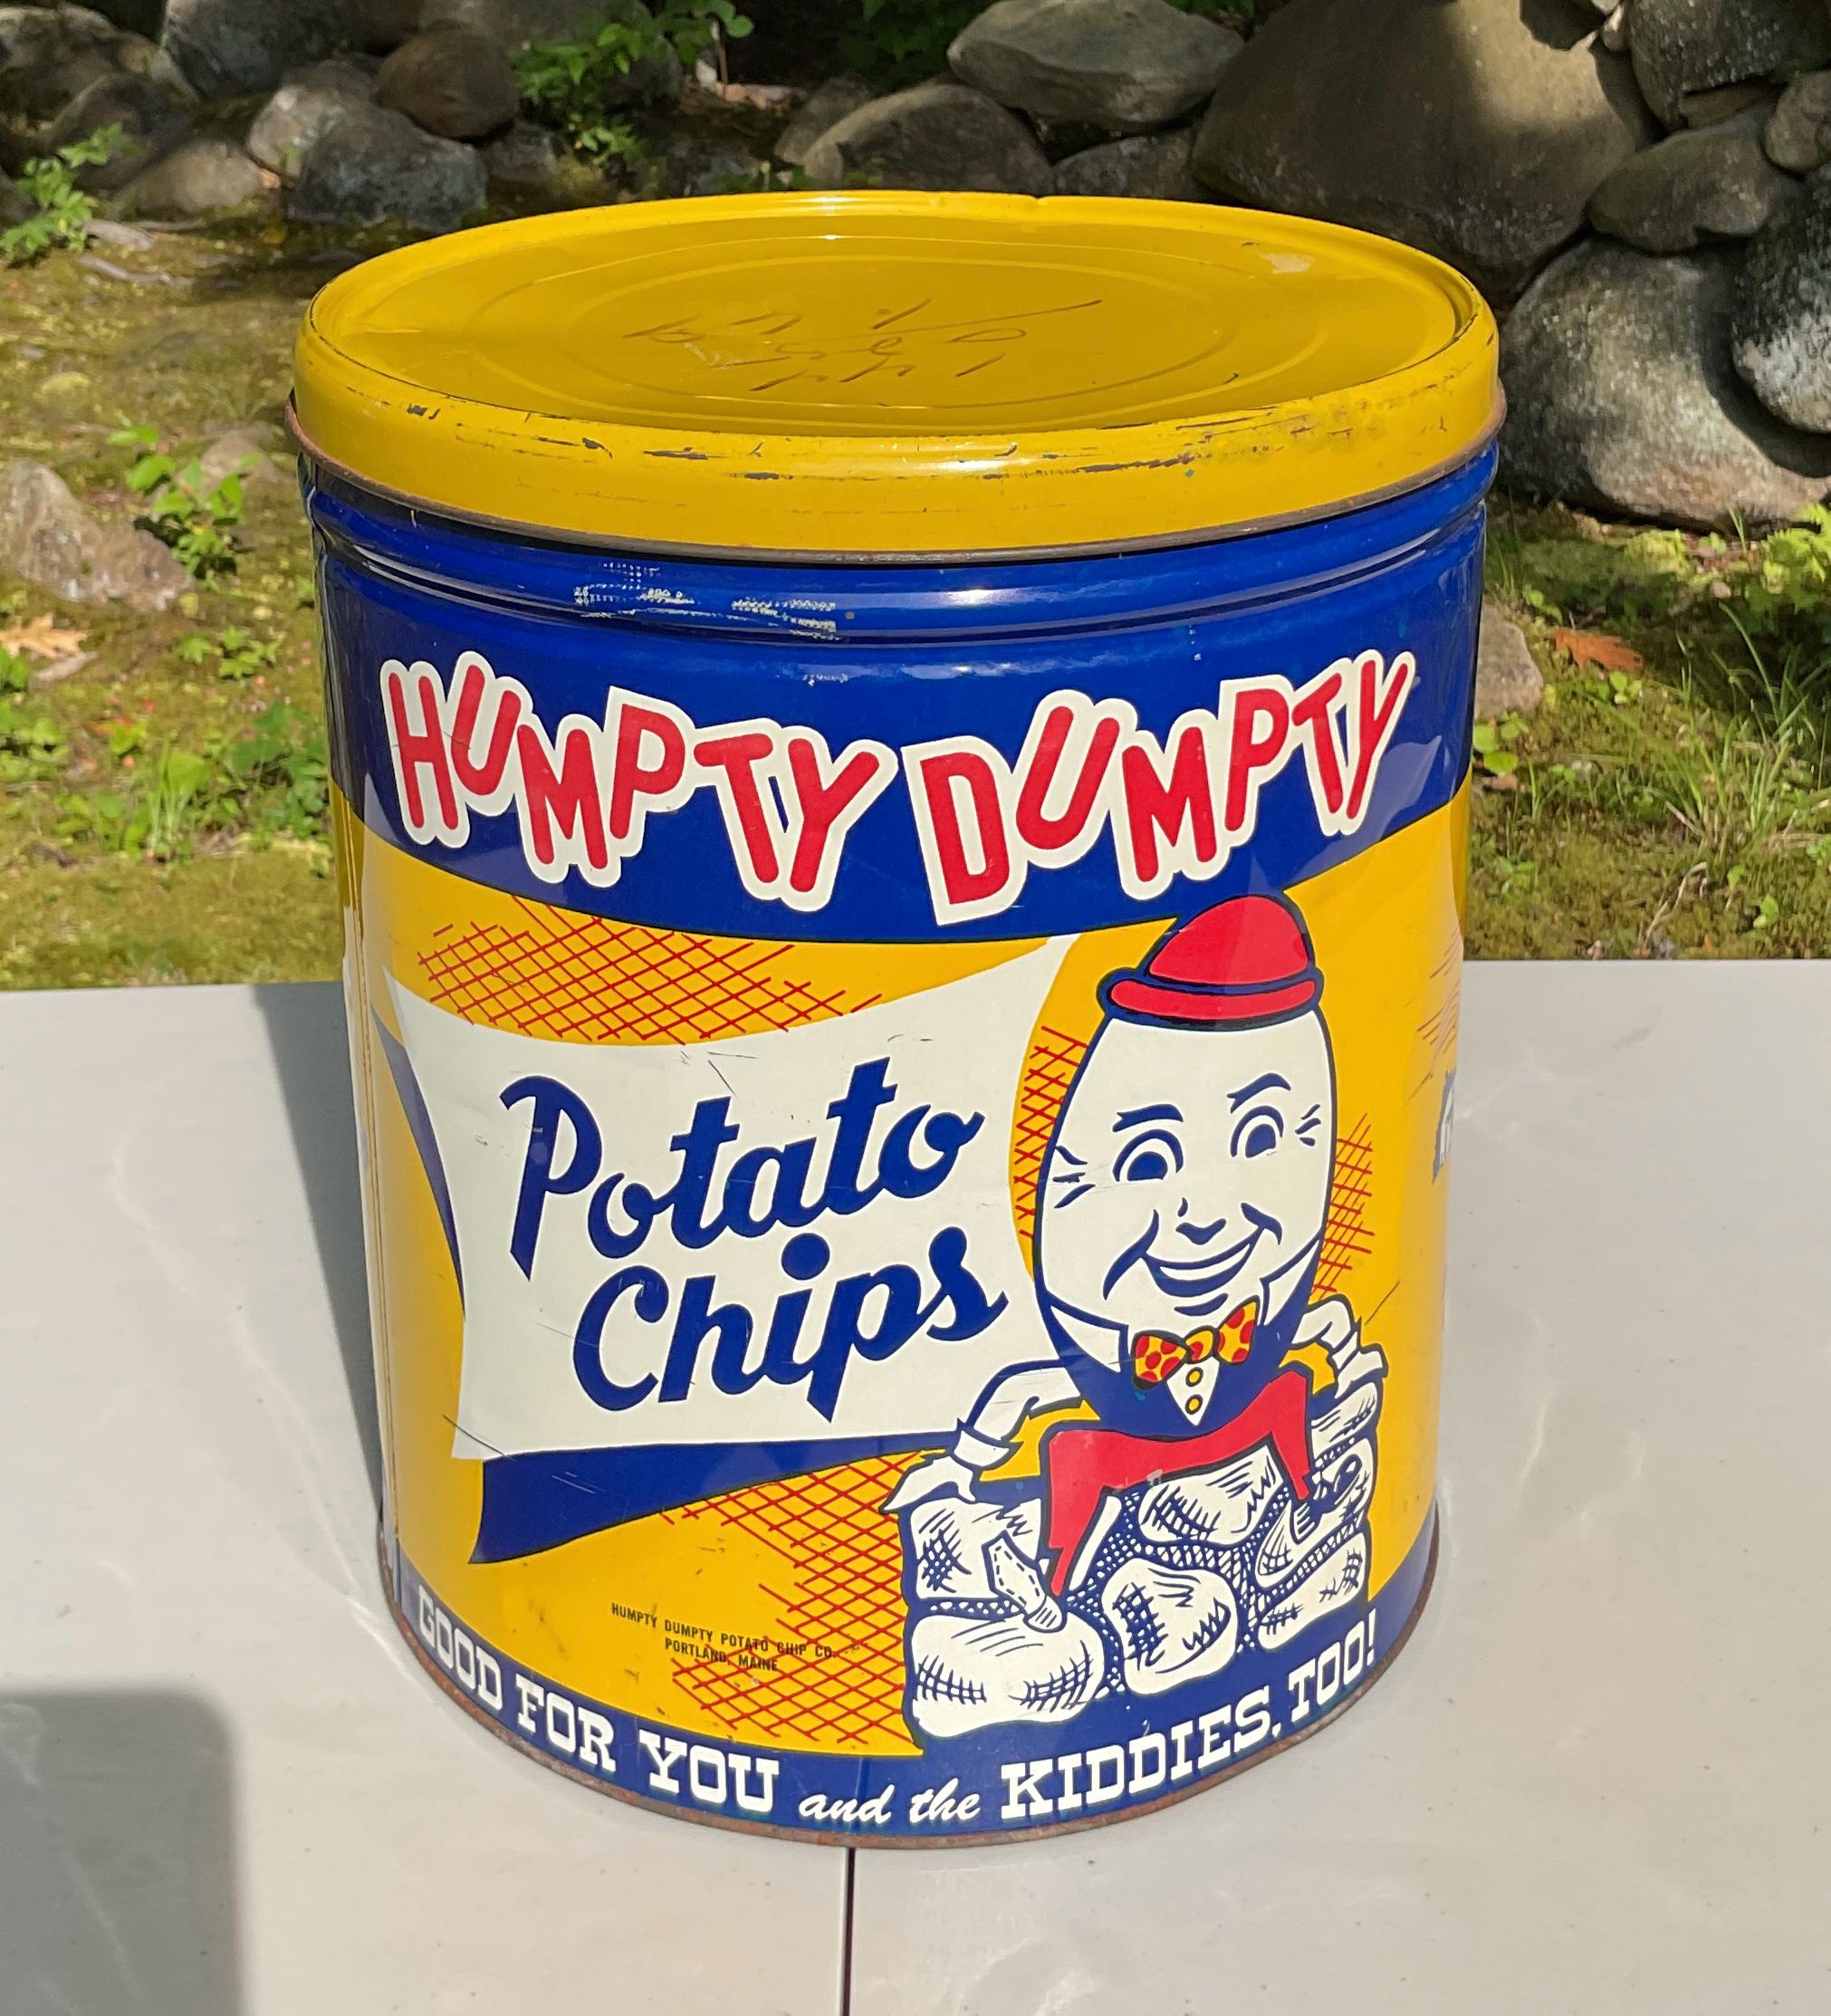 HUMPTY DUMPTY
Potato
Chips
HUMPTY DUMPTY POTATO CHIP CO.
PORTLAND, MAINE
GOOD FOR YOU and the KIDDIES, TOO!